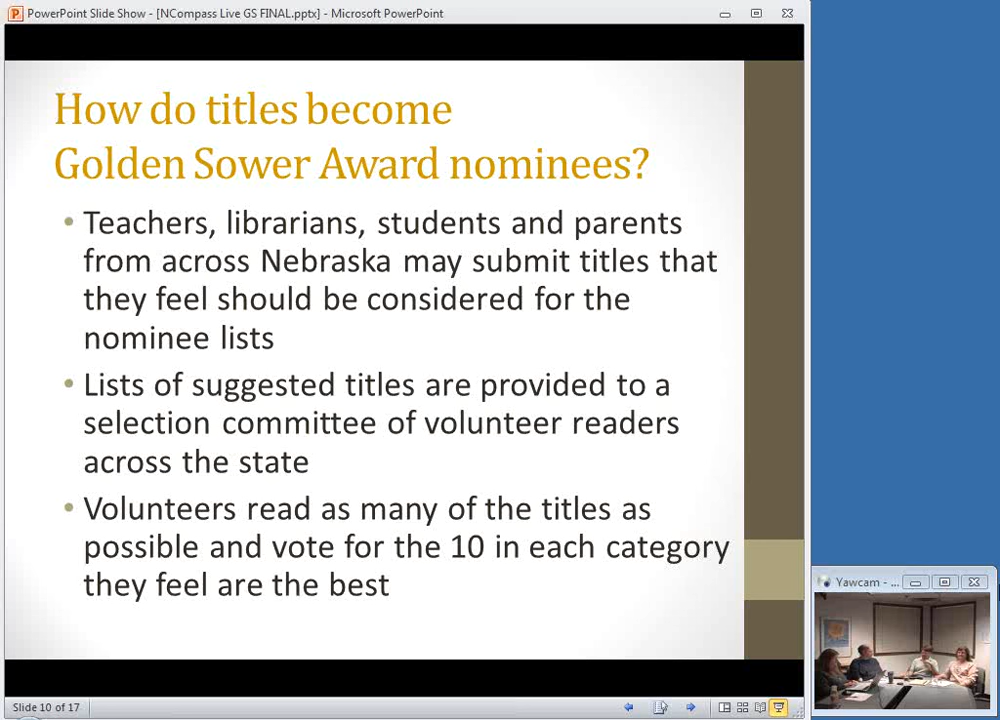 PowerPoint Slide Show - [NCompass Live GS FINAL.pptx] - Microsoft PowerPoint
How do titles become
Golden Sower Award nominees?
• Teachers, librarians, students and parents
from across Nebraska may submit titles that
they feel should be considered for the
nominee lists
• Lists of suggested titles are provided to a
selection committee of volunteer readers
across the state
• Volunteers read as many of the titles as
possible and vote for the 10 in each category
they feel are the best
Yawcam - ...
Slide 10 of 17